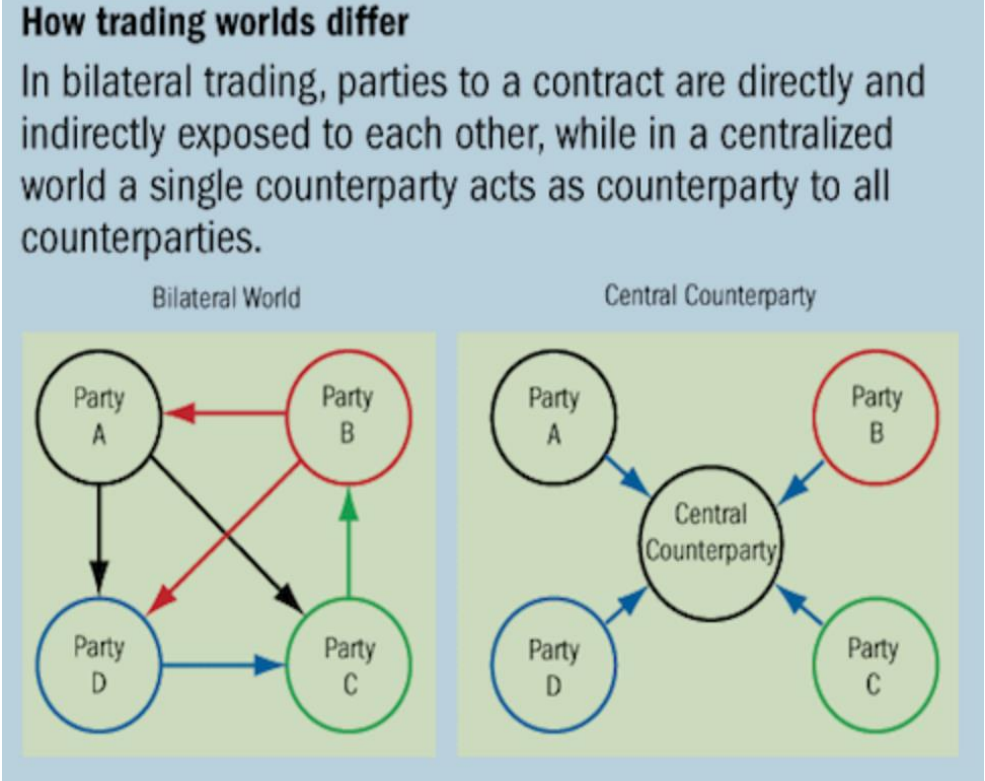 How trading worlds differ
In bilateral trading, parties to a contract are directly and
indirectly exposed to each other, while in a centralized
world a single counterparty acts as counterparty to all
counterparties.
Bilateral World
Central Counterparty
Party
A
Party
B
Party
D
Party
C
Party
A
Party
B
Central
Counterparty
Party
D
Party
C